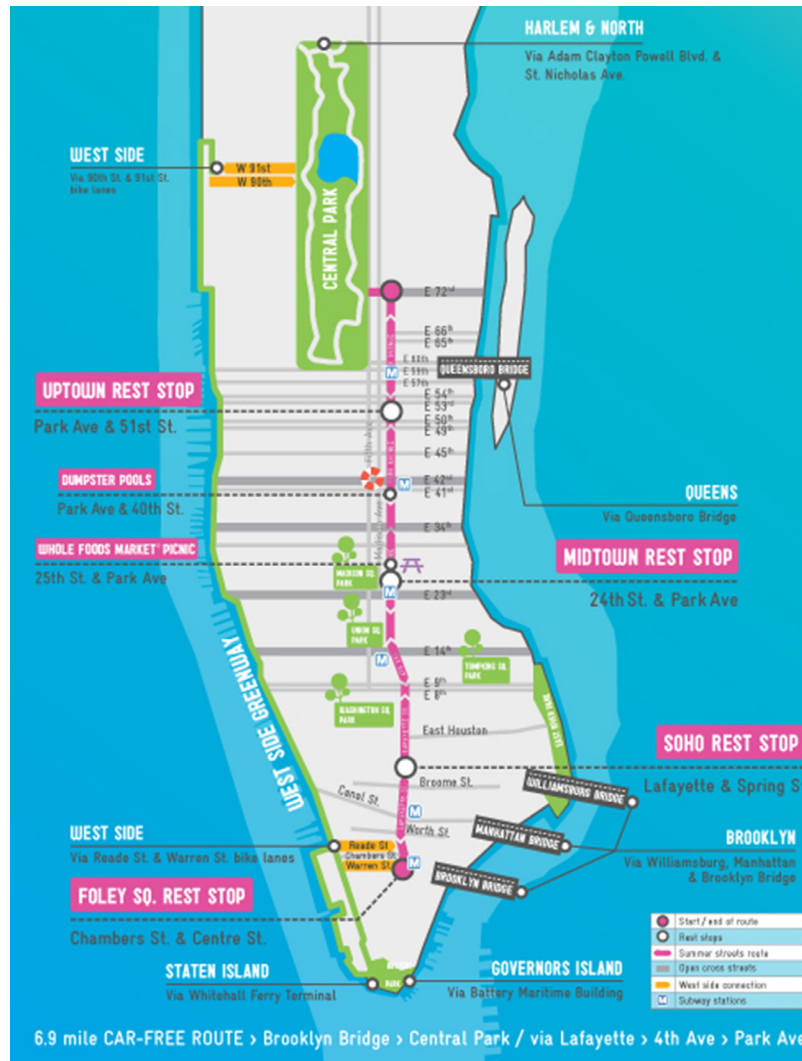 HARLEM & NORTH
Via Adam Clayton Powell Blvd. &
St. Nicholas Ave.
WEST SIDE
Via 90th St. & 91st St.
bike lanes
W 91st
W 90th
CENTRAL PARK
E 72nd
E 66th
E 65th
E 60th
E 59th
E 57th
QUEENSBORO BRIDGE
UPTOWN REST STOP
Park Ave & 51st St.
E 54th
E 53rd
E 50th
E 49th
E 45th
DUMPSTER POOLS
Park Ave & 40th St.
E 42nd
E 41st
QUEENS
Via Queensboro Bridge
E 34th
WHOLE FOODS MARKET® PICNIC
25th St. & Park Ave
MIDTOWN REST STOP
24th St. & Park Ave
MADISON SQ.
PARK
M
E 23rd
UNION SQ.
PARK
E 14th
TOMPKINS SQ.
PARK
E 9th
E 8th
WASHINGTON SQ.
PARK
WEST SIDE GREENWAY
EAST RIVER PARK
East Houston
SOHO REST STOP
Lafayette & Spring S
Broome St.
Canal St.
WILLIAMSBURG BRIDGE
Worth St
MANHATTAN BRIDGE
BROOKLYN
Via Williamsburg, Manhattan
& Brooklyn Bridge
WEST SIDE
Via Reade St. & Warren St. bike lanes
Reade St
Chambers St.
Warren St.
M
BROOKLYN BRIDGE
FOLEY SQ. REST STOP
Chambers St. & Centre St.
STATEN ISLAND
Via Whitehall Ferry Terminal
PARK
GOVERNORS ISLAND
Via Battery Maritime Building
Start / end of route
Rest stops
Summer streets route
Open cross streets
West side connection
M Subway stations
6.9 mile CAR-FREE ROUTE › Brooklyn Bridge › Central Park / via Lafayette › 4th Ave › Park Ave